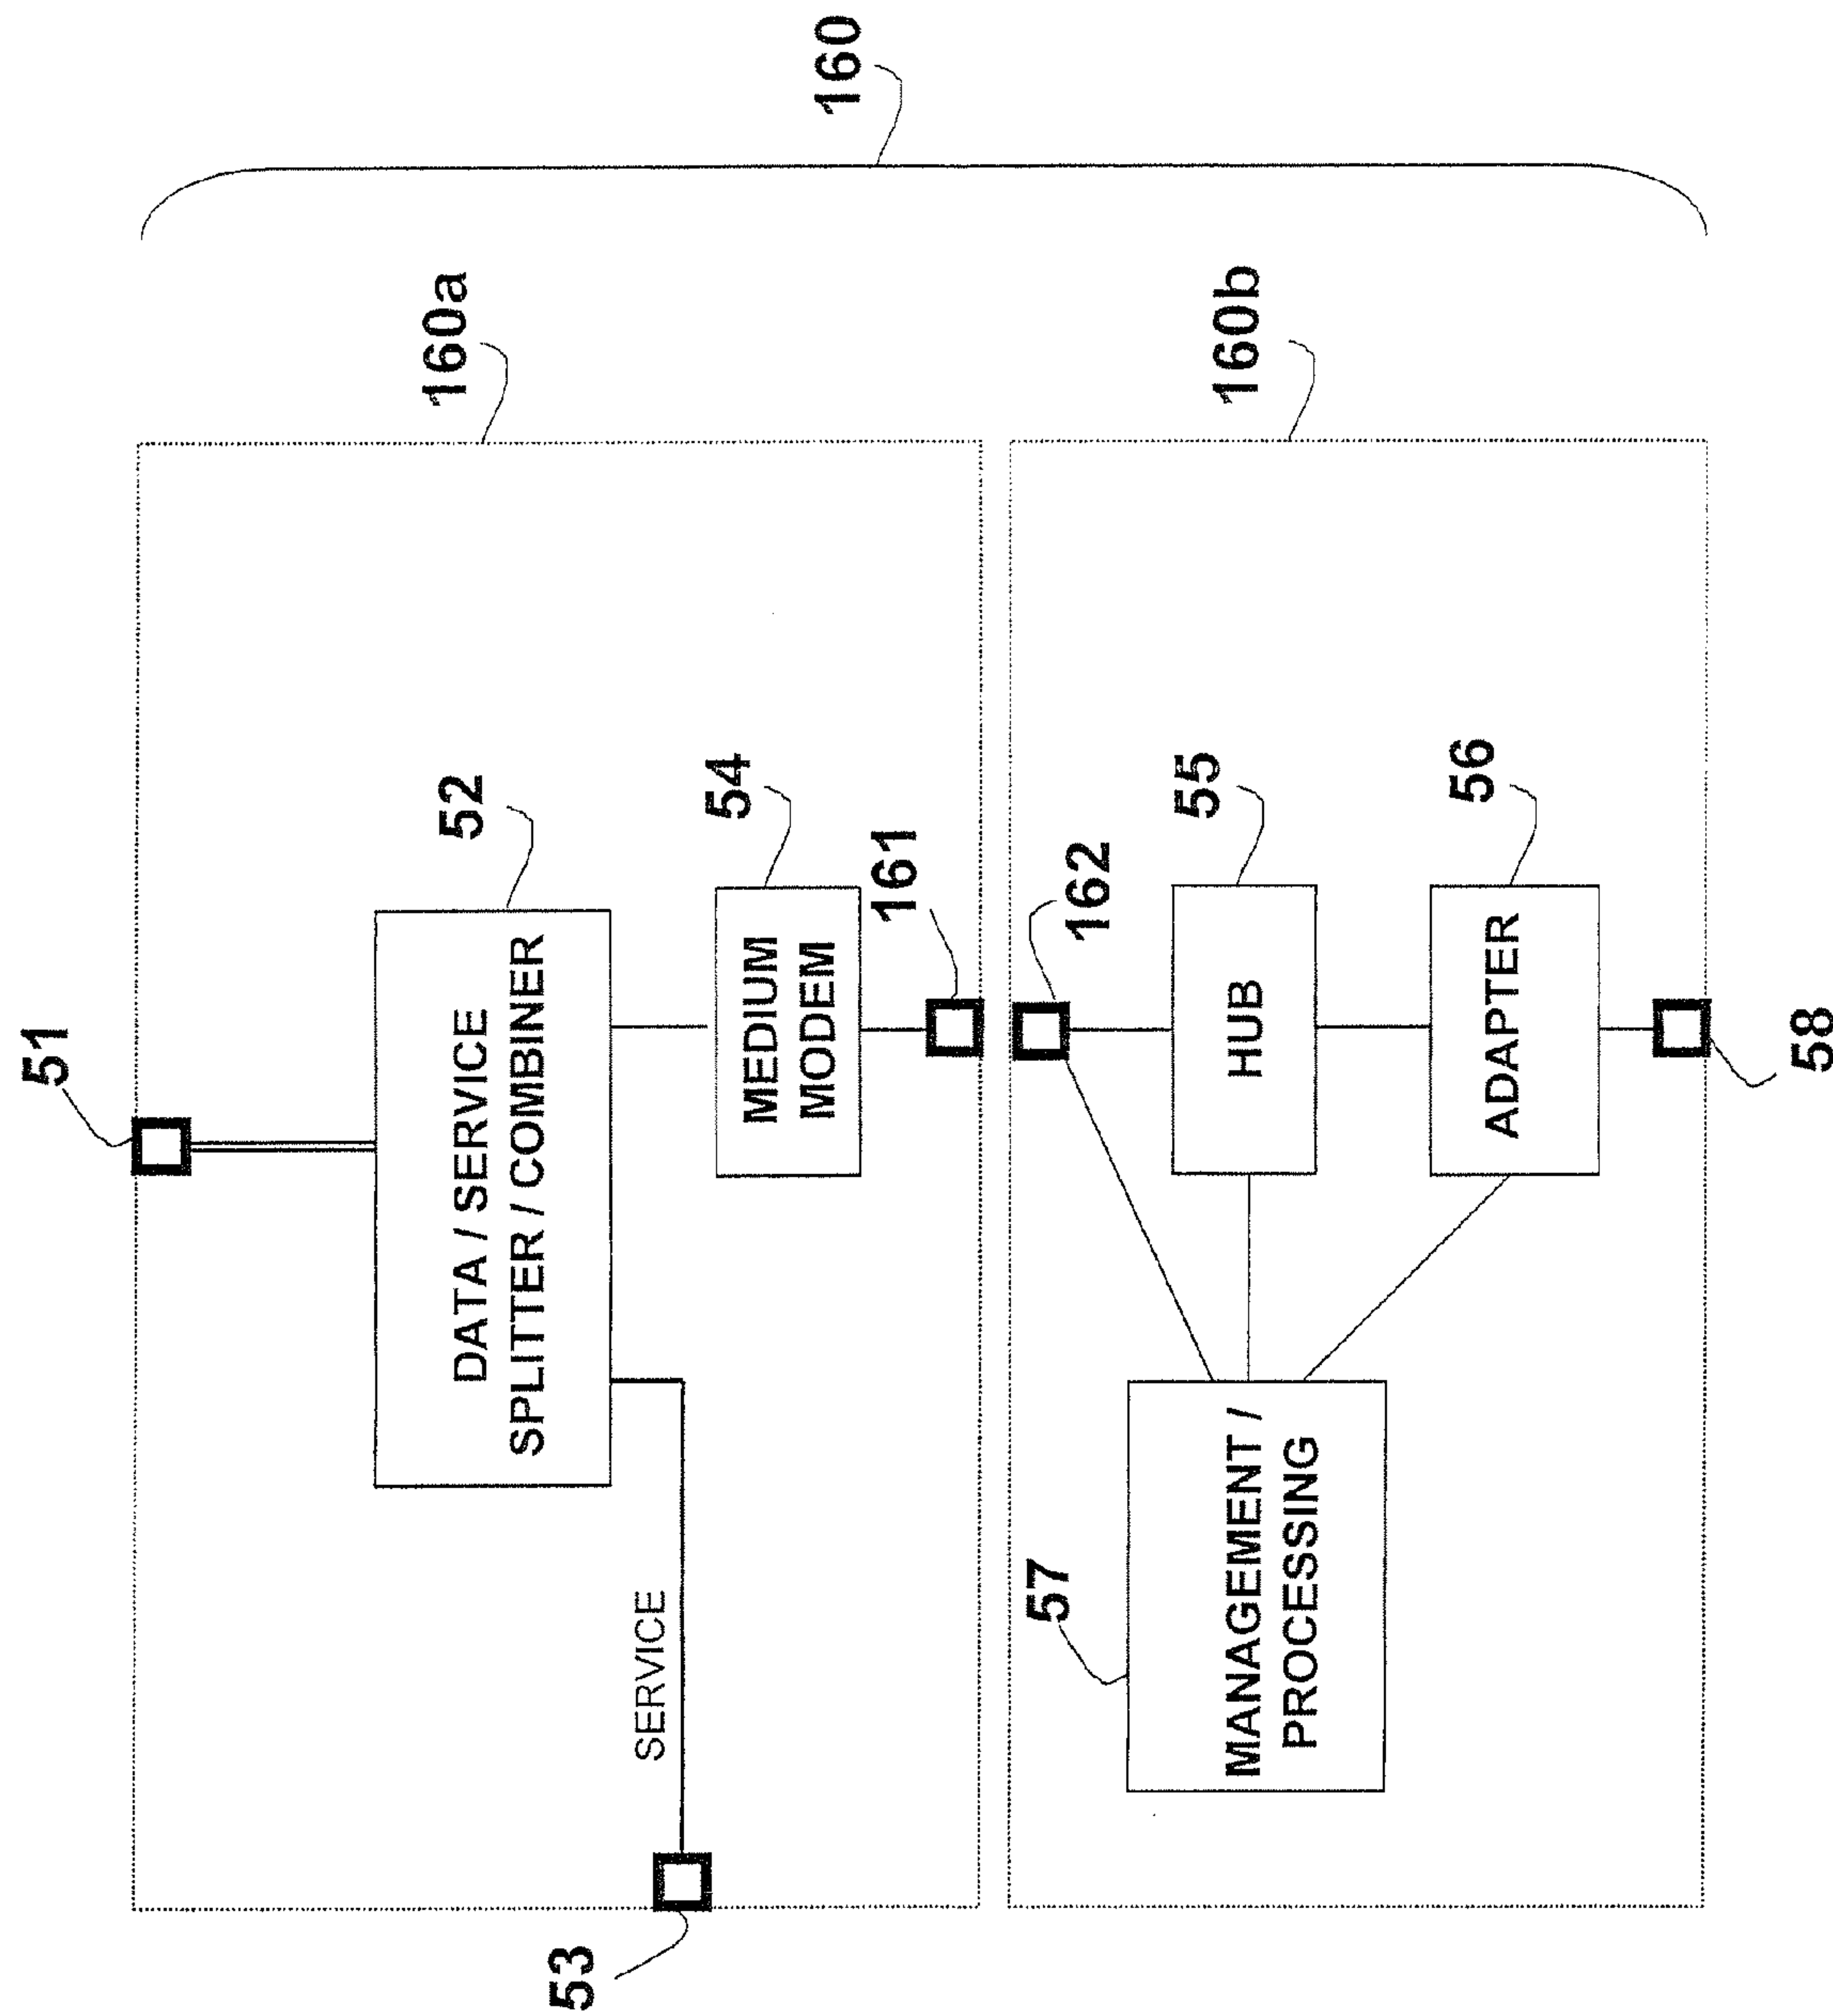 160
160a
160b
51
52
DATA / SERVICE
SPLITTER / COMBINER
54
MEDIUM
MODEM
161
SERVICE
53
162
55
HUB
56
ADAPTER
57
MANAGEMENT /
PROCESSING
58